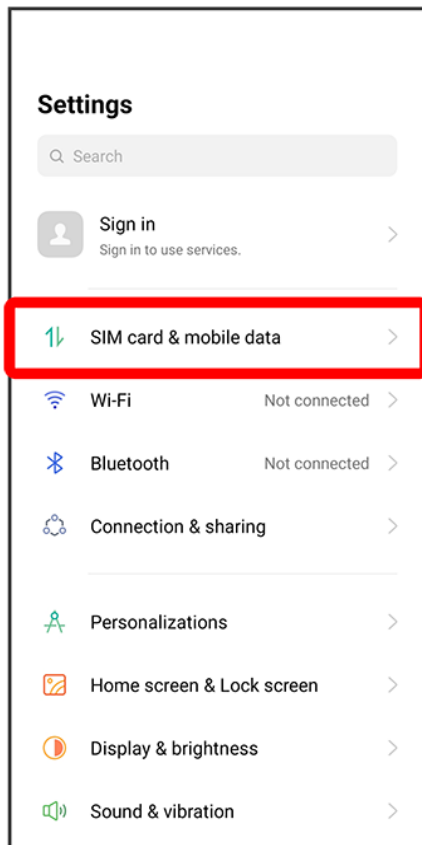 Settings
Search
Sign in
Sign in to use services.
SIM card & mobile data
Wi-Fi Not connected
Bluetooth Not connected
Connection & sharing
Personalizations
Home screen & Lock screen
Display & brightness
Sound & vibration